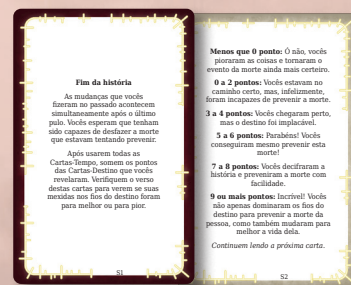 Fim da história
As mudanças que vocês
fizeram no passado acontecem
simultaneamente após o último
pulo. Vocês esperam que tenham
sido capazes de desfazer a morte
que estavam tentando prevenir.
Após usarem todas as
Cartas-Tempo, somem os pontos
das Cartas-Destino que vocês
revelaram. Verifiquem o verso
destas cartas para verem se suas
mexidas nos fios do destino foram
para melhor ou para pior.
S1
Menos que 0 ponto: Ó não, vocês
pioraram as coisas e tornaram o
evento da morte ainda mais certeiro.
0 a 2 pontos: Vocês estavam no
caminho certo, mas, infelizmente,
foram incapazes de prevenir a morte.
3 a 4 pontos: Vocês chegaram perto,
mas o destino foi implacável.
5 a 6 pontos: Parabéns! Vocês
conseguiram mesmo prevenir esta
morte!
7 a 8 pontos: Vocês decifraram a
história e preveniram a morte com
facilidade.
9 ou mais pontos: Incrível! Vocês
não apenas dominaram os fios do
destino para prevenir a morte da
pessoa, como também mudaram para
melhor a vida dela.
Continuem lendo a próxima carta.
S2